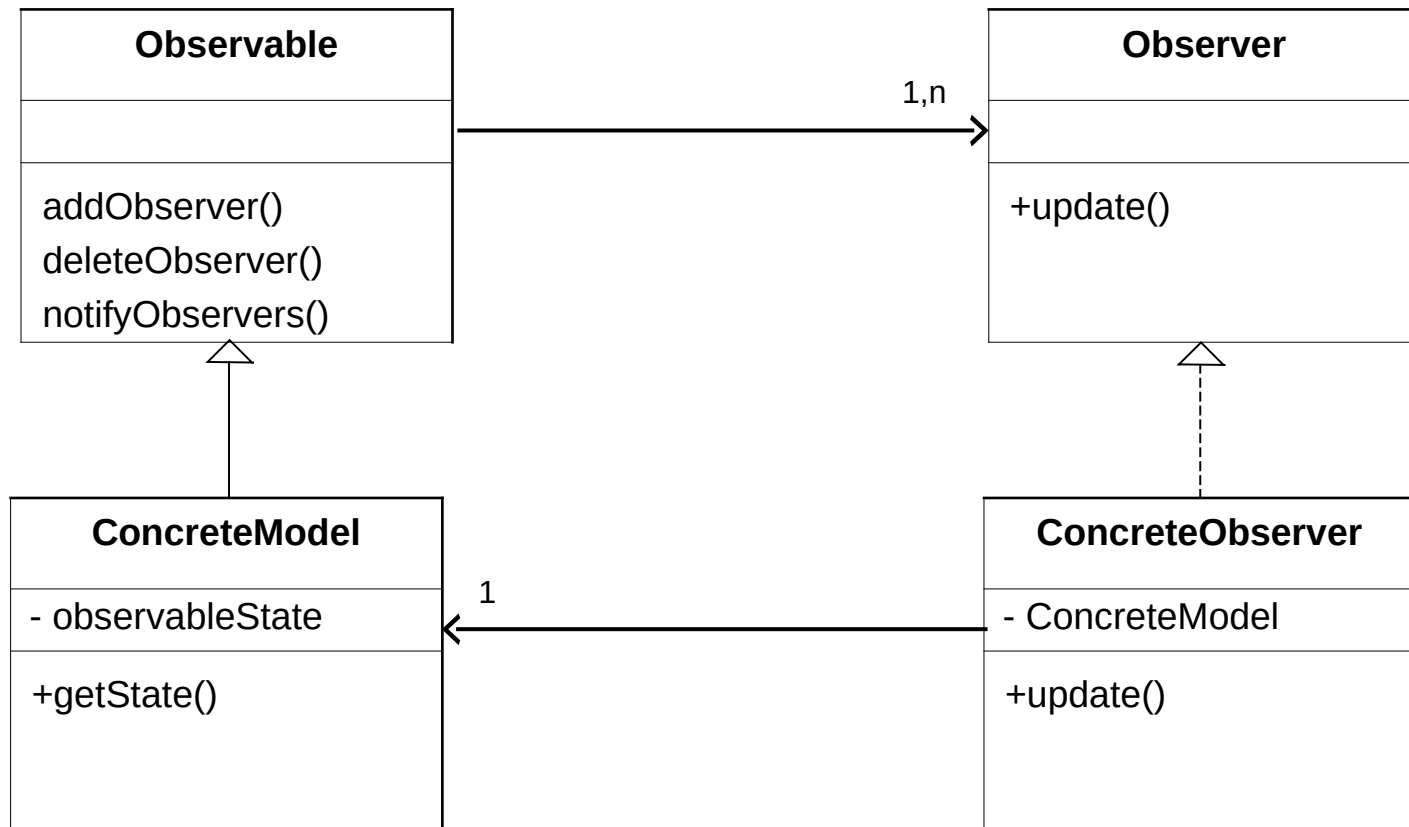 Observable
Observer
1,n
addObserver()
deleteObserver()
notifyObservers()
+update()
ConcreteModel
ConcreteObserver
- observableState
1
- ConcreteModel
+getState()
+update()